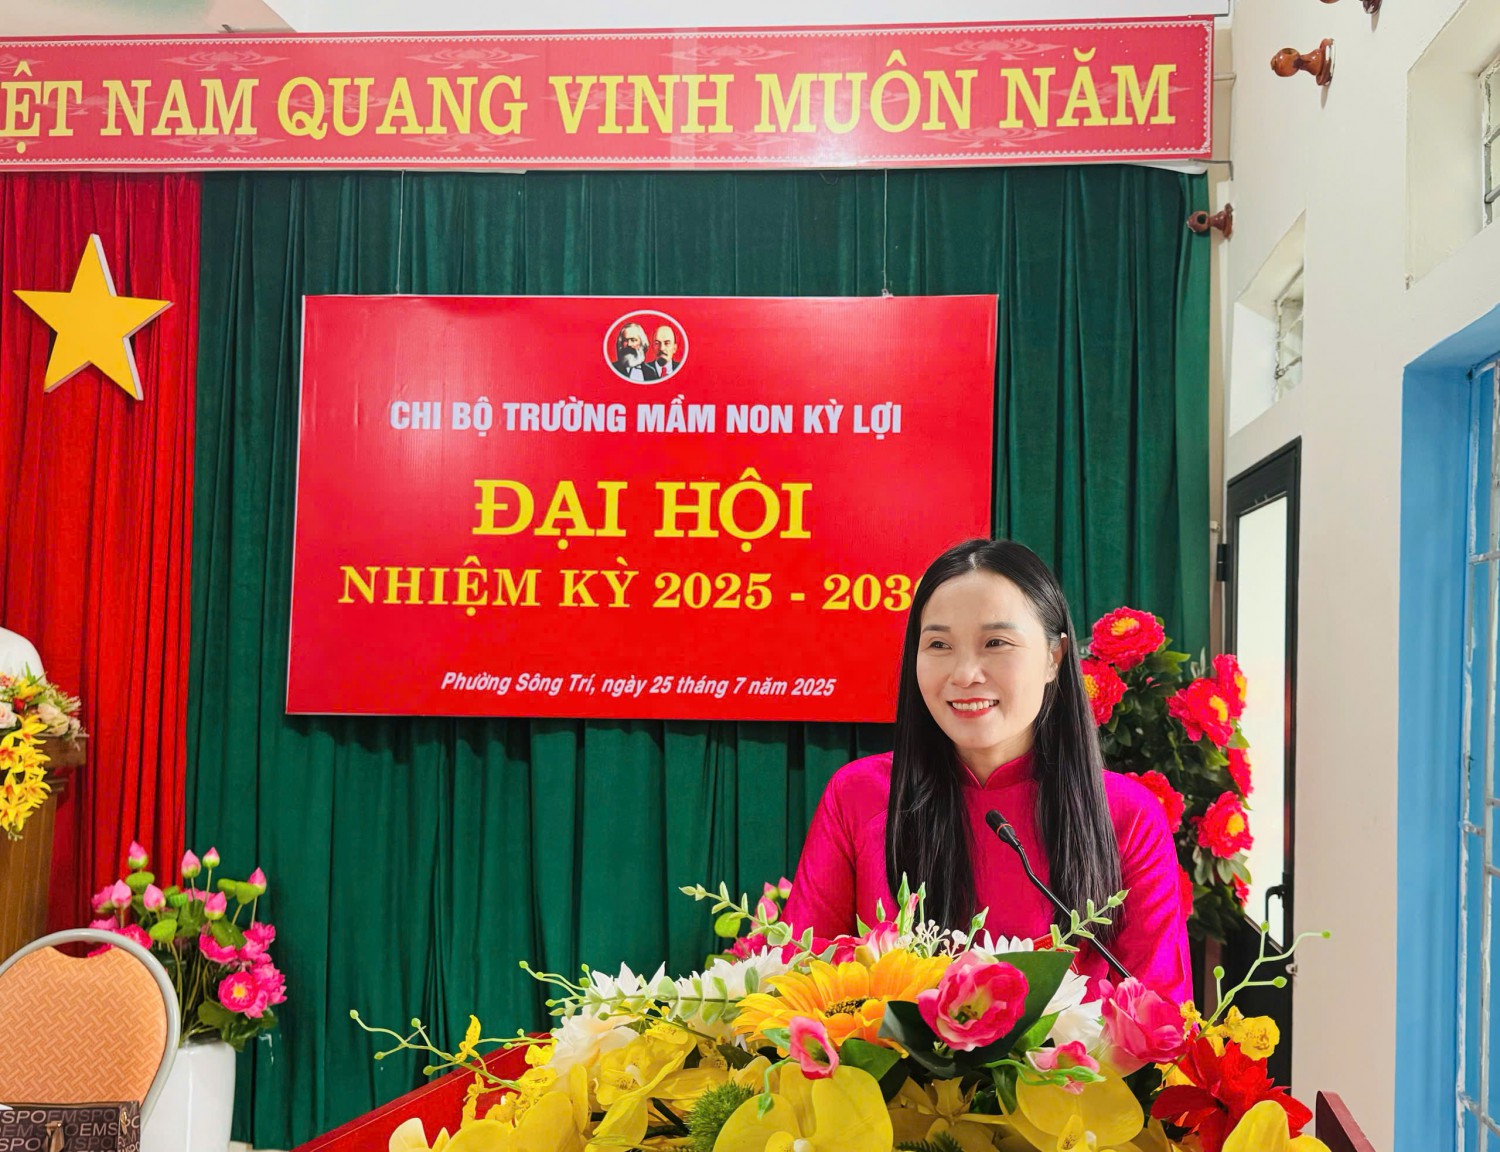 ỆT NAM QUANG VINH MUÔN NĂM
CHI BỘ TRƯỜNG MẦM NON KỲ LỢI
ĐẠI HỘI
NHIỆM KỲ 2025 - 203
Phường Sông Trí, ngày 25 tháng 7 năm 2025